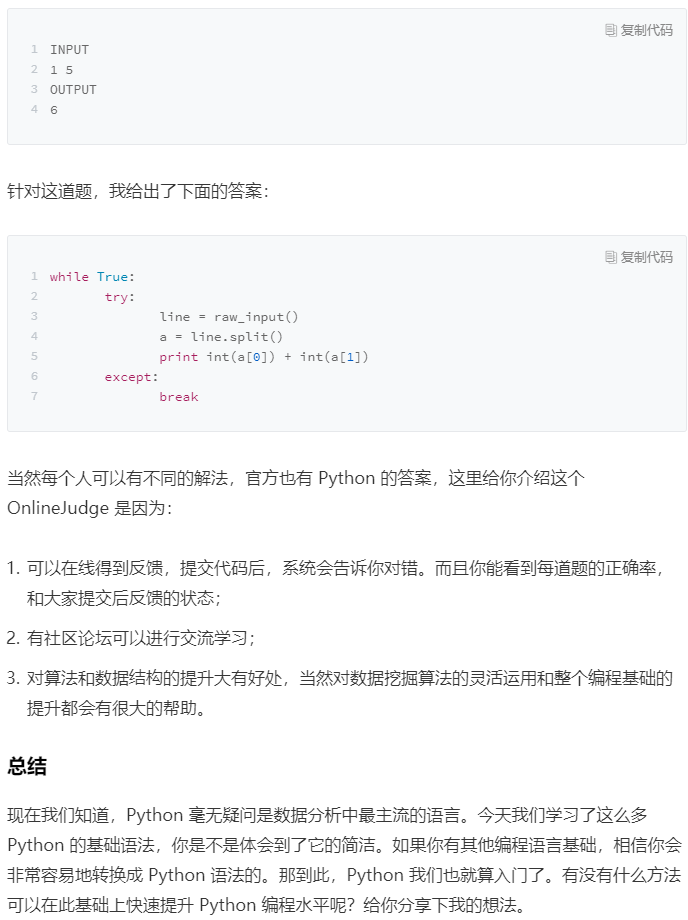 复制代码
1 INPUT
2 1 5
3 OUTPUT
4 6
针对这道题，我给出了下面的答案：
复制代码
1 while True:
2 try:
3 line = raw_input()
4 a = line.split()
5 print int(a[0]) + int(a[1])
6 except:
7 break
当然每个人可以有不同的解法，官方也有 Python 的答案，这里给你介绍这个
OnlineJudge 是因为：
1. 可以在线得到反馈，提交代码后，系统会告诉你对错。而且你能看到每道题的正确率，
和大家提交后反馈的状态；
2. 有社区论坛可以进行交流学习；
3. 对算法和数据结构的提升大有好处，当然对数据挖掘算法的灵活运用和整个编程基础的
提升都会有很大的帮助。
总结
现在我们知道，Python 毫无疑问是数据分析中最主流的语言。今天我们学习了这么多
Python 的基础语法，你是不是体会到了它的简洁。如果你有其他编程语言基础，相信你会
非常容易地转换成 Python 语法的。那到此，Python 我们也就算入门了。有没有什么方法
可以在此基础上快速提升 Python 编程水平呢？给你分享下我的想法。